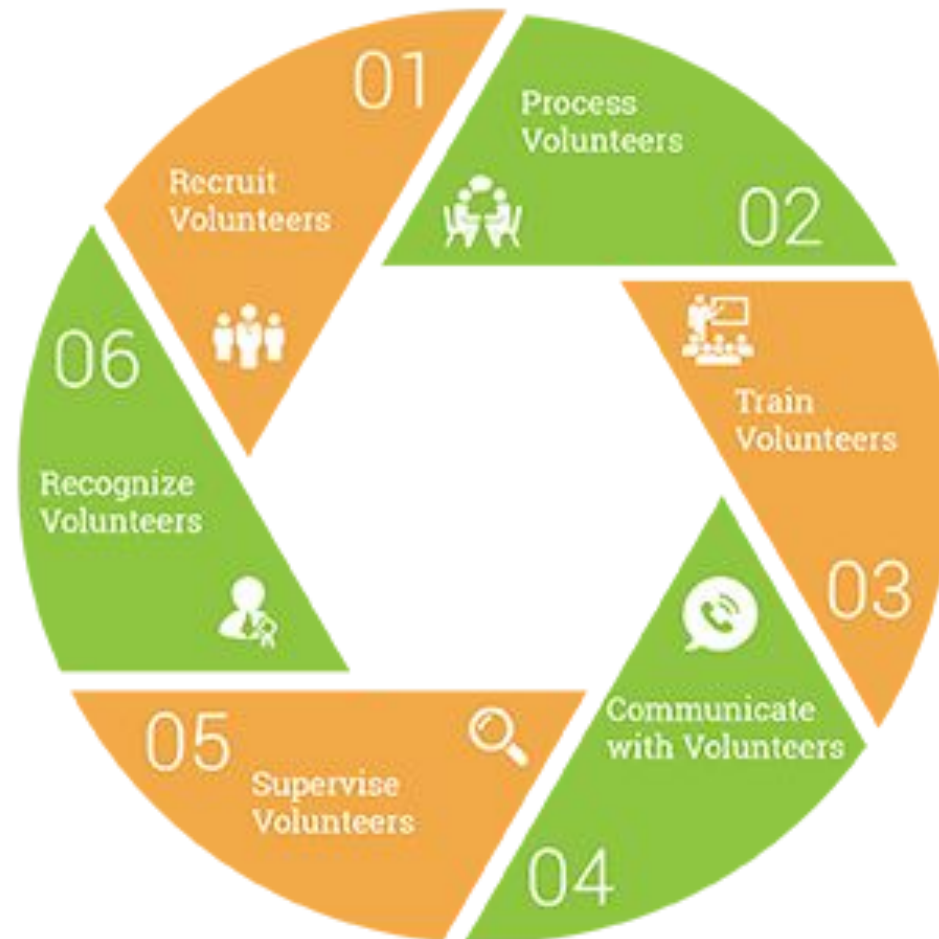 01
Recruit
Volunteers
Process
Volunteers
02
Train
Volunteers
03
Communicate
with Volunteers
04
05
Supervise
Volunteers
06
Recognize
Volunteers